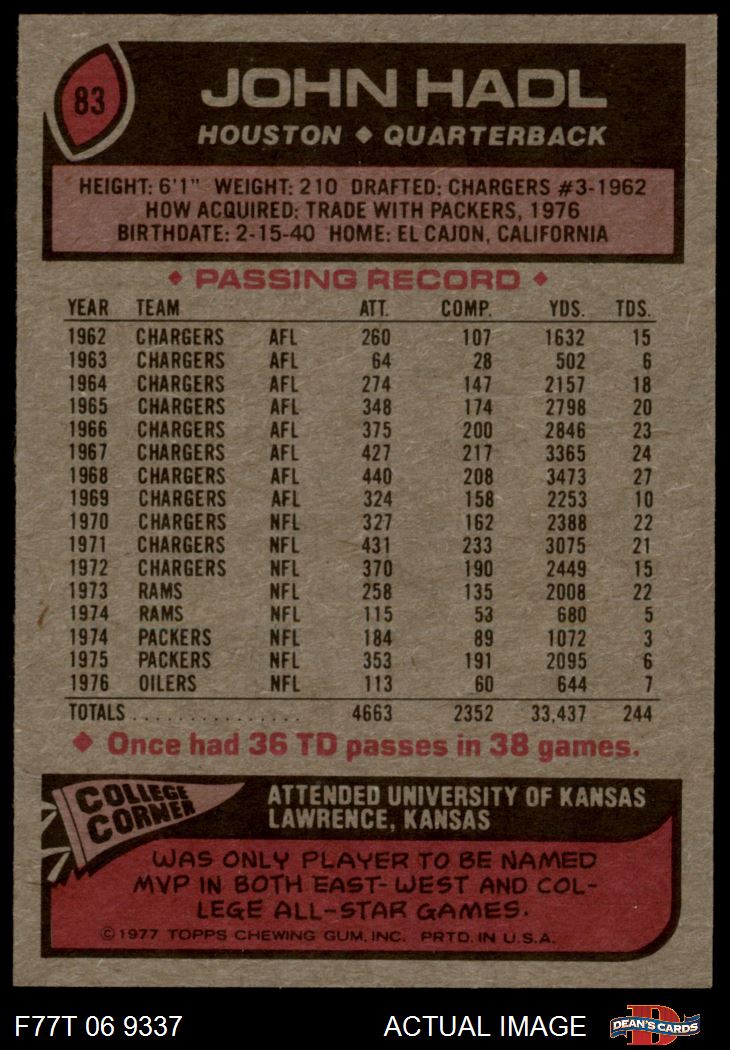 83
JOHN HADL
HOUSTON ◆ QUARTERBACK
HEIGHT: 6'1" WEIGHT: 210 DRAFTED: CHARGERS #3-1962
HOW ACQUIRED: TRADE WITH PACKERS, 1976
BIRTHDATE: 2-15-40 HOME: EL CAJON, CALIFORNIA
◆ PASSING RECORD ◆
YEAR TEAM ATT. COMP. YDS. TDS.
1962 CHARGERS AFL 260 107 1632 15
1963 CHARGERS AFL 64 28 502 6
1964 CHARGERS AFL 274 147 2157 18
1965 CHARGERS AFL 348 174 2798 20
1966 CHARGERS AFL 375 200 2846 23
1967 CHARGERS AFL 427 217 3365 24
1968 CHARGERS AFL 440 208 3473 27
1969 CHARGERS AFL 324 158 2253 10
1970 CHARGERS NFL 327 162 2388 22
1971 CHARGERS NFL 431 233 3075 21
1972 CHARGERS NFL 370 190 2449 15
1973 RAMS NFL 258 135 2008 22
1974 RAMS NFL 115 53 680 5
1974 PACKERS NFL 184 89 1072 3
1975 PACKERS NFL 353 191 2095 6
1976 OILERS NFL 113 60 644 7
TOTALS . . . . . . . . . . . . . . . 4663 2352 33,437 244
◆ Once had 36 TD passes in 38 games.
COLLEGE
CORNER
ATTENDED UNIVERSITY OF KANSAS
LAWRENCE, KANSAS
WAS ONLY PLAYER TO BE NAMED
MVP IN BOTH EAST-WEST AND COL-
LEGE ALL-STAR GAMES.
©1977 TOPPS CHEWING GUM, INC. PRTD. IN U.S.A.
F77T 06 9337 ACTUAL IMAGE
D
DEAN'S CARDS